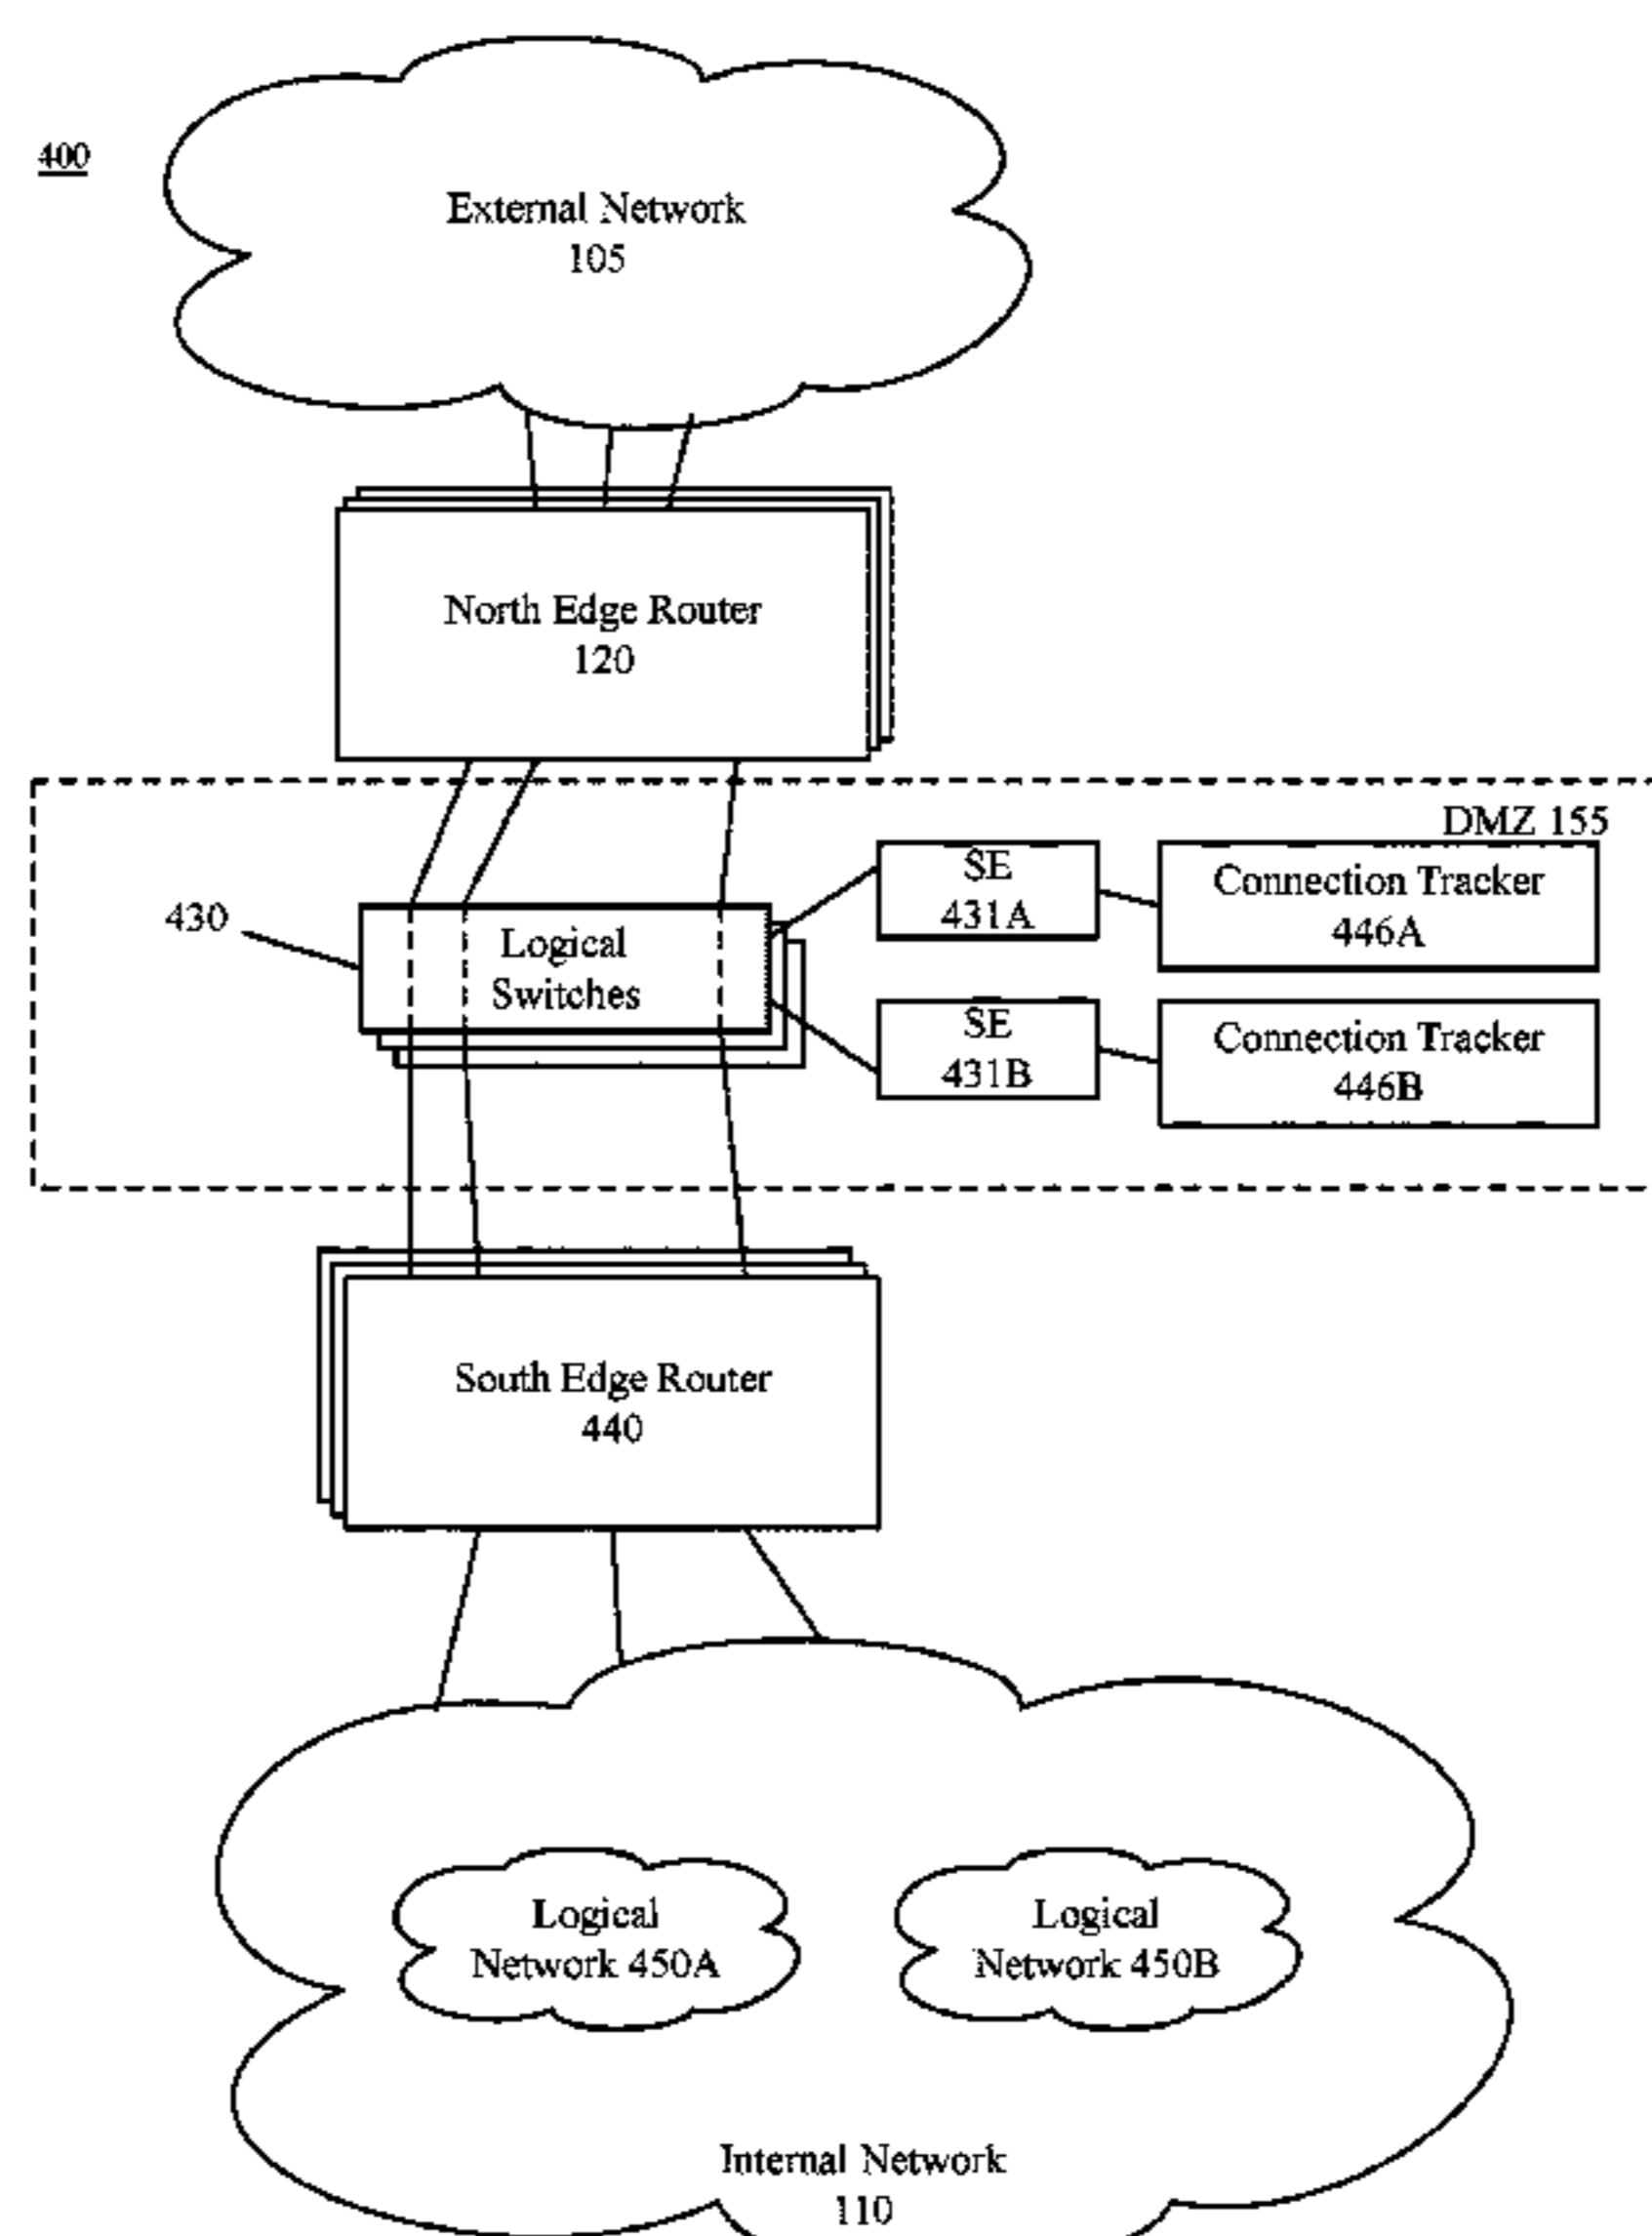 400
External Network
105
North Edge Router
120
DMZ 155
SE
431A
Connection Tracker
446A
430
Logical
Switches
SE
431B
Connection Tracker
446B
South Edge Router
440
Logical
Network 450A
Logical
Network 450B
Internal Network
110